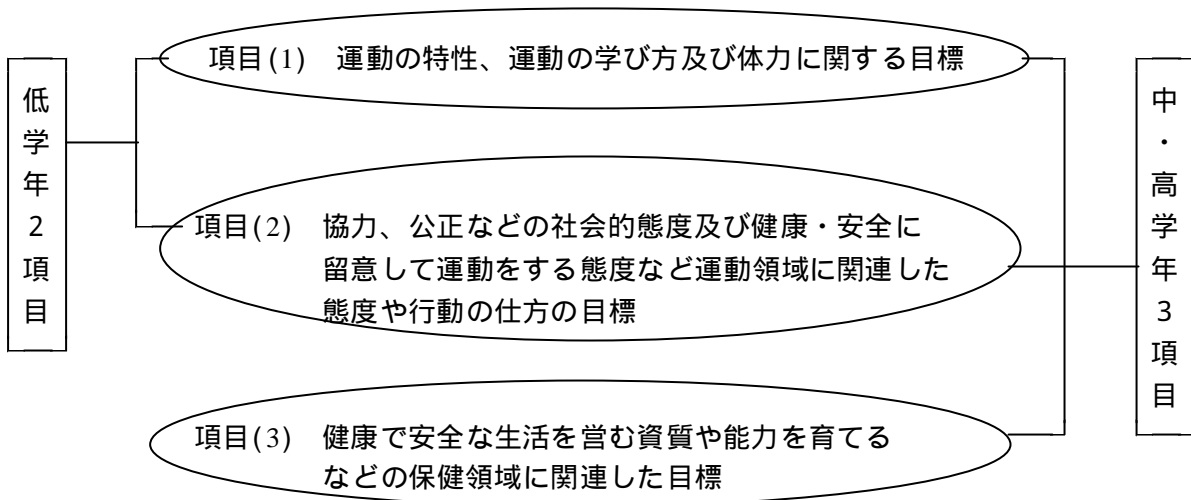 低学年2項目
項目(1) 運動の特性、運動の学び方及び体力に関する目標
項目(2) 協力、公正などの社会的態度及び健康・安全に
留意して運動をする態度など運動領域に関連した
態度や行動の仕方の目標
項目(3) 健康で安全な生活を営む資質や能力を育てる
などの保健領域に関連した目標
中・高学年3項目